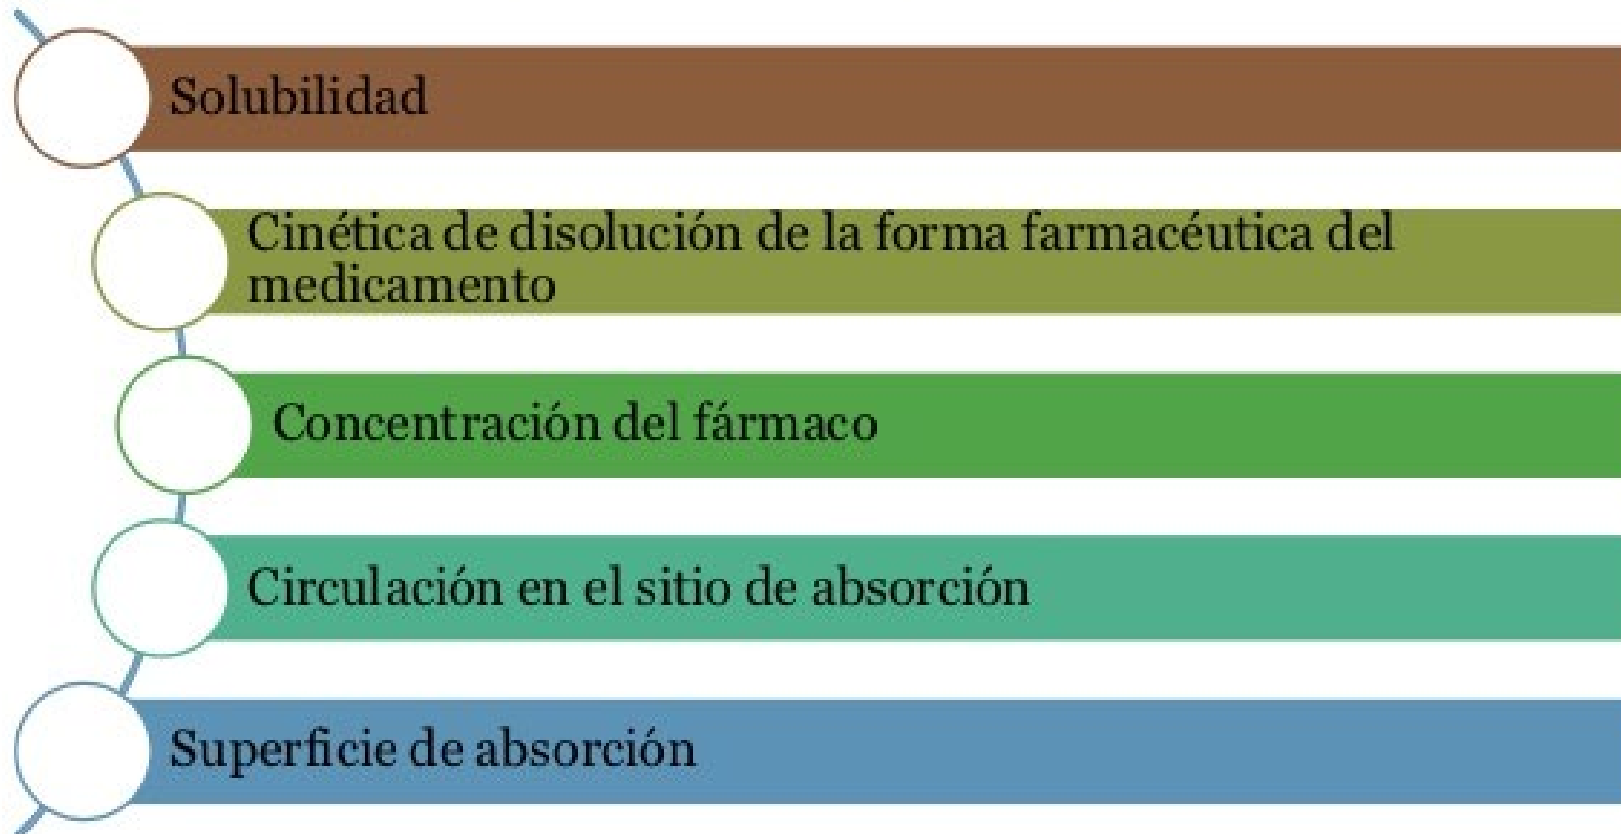 Solubilidad
Cinética de disolución de la forma farmacéutica del
medicamento
Concentración del fármaco
Circulación en el sitio de absorción
Superficie de absorción